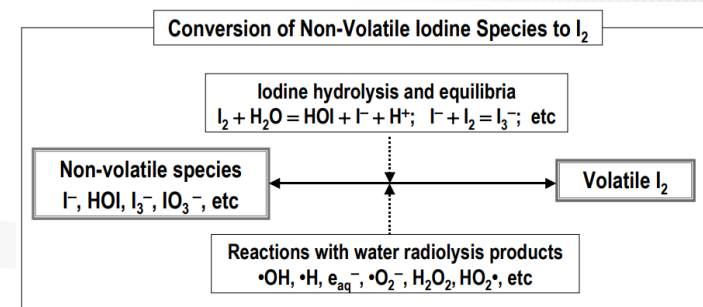 Conversion of Non-Volatile Iodine Species to I₂
Iodine hydrolysis and equilibria
I₂ + H₂O = HOI + I⁻ + H⁺; I⁻ + I₂ = I₃⁻; etc
Non-volatile species
I⁻, HOI, I₃⁻, IO₃⁻, etc
Volatile I₂
Reactions with water radiolysis products
•OH, •H, eₐq⁻, •O₂⁻, H₂O₂, HO₂•, etc